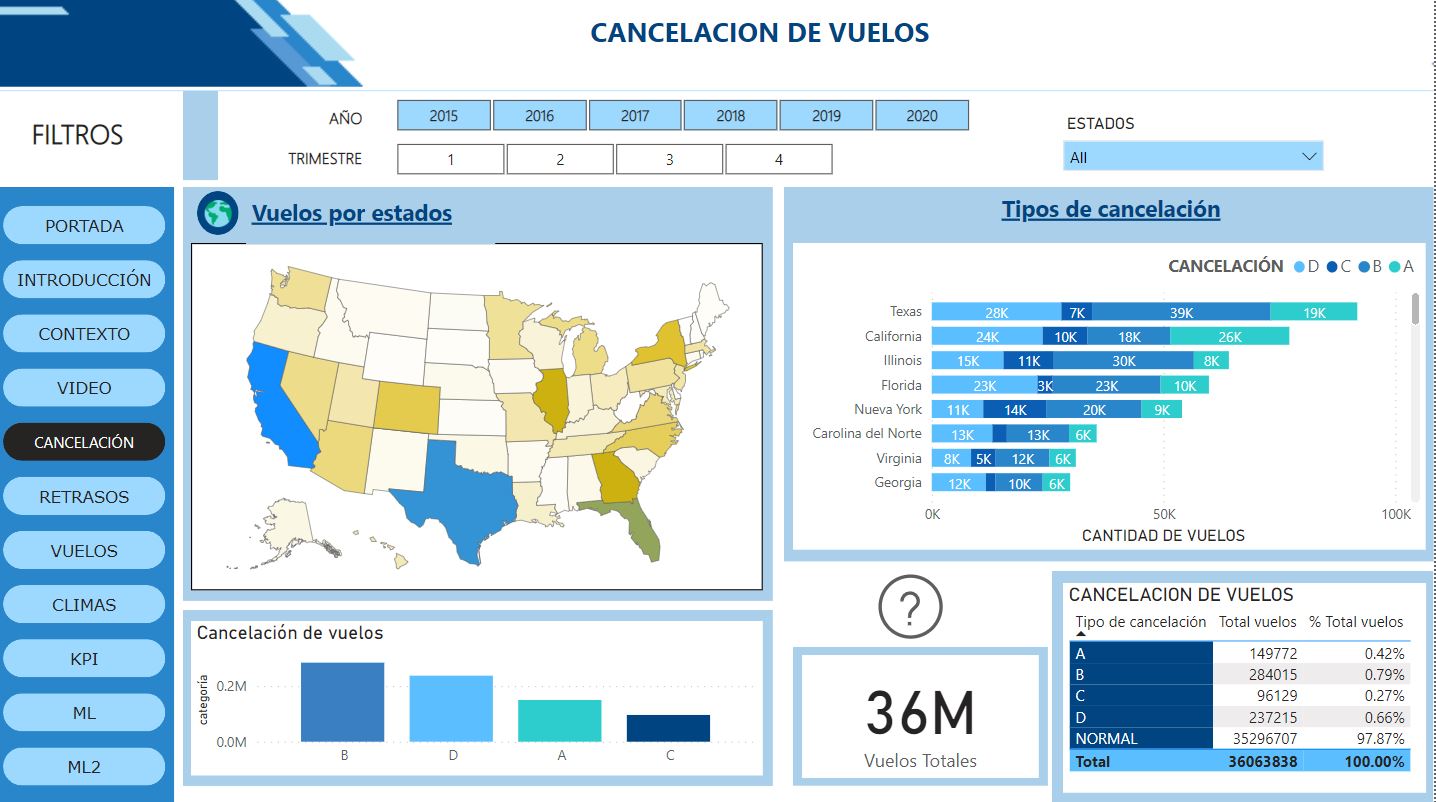 CANCELACION DE VUELOS
FILTROS
AÑO
2015 2016 2017 2018 2019 2020
TRIMESTRE
1 2 3 4
ESTADOS
All
PORTADA
INTRODUCCIÓN
CONTEXTO
VIDEO
CANCELACIÓN
RETRASOS
VUELOS
CLIMAS
KPI
ML
ML2
Vuelos por estados
Tipos de cancelación
CANCELACIÓN D C B A
Texas 28K 7K 39K 19K
California 24K 10K 18K 26K
Illinois 15K 11K 30K 8K
Florida 23K 3K 23K 10K
Nueva York 11K 14K 20K 9K
Carolina del Norte 13K 13K 6K
Virginia 8K 5K 12K 6K
Georgia 12K 10K 6K
0K 50K 100K
CANTIDAD DE VUELOS
Cancelación de vuelos
categoría
0.2M
0.0M
B D A C
?
36M
Vuelos Totales
CANCELACION DE VUELOS
Tipo de cancelación Total vuelos % Total vuelos
A 149772 0.42%
B 284015 0.79%
C 96129 0.27%
D 237215 0.66%
NORMAL 35296707 97.87%
Total 36063838 100.00%